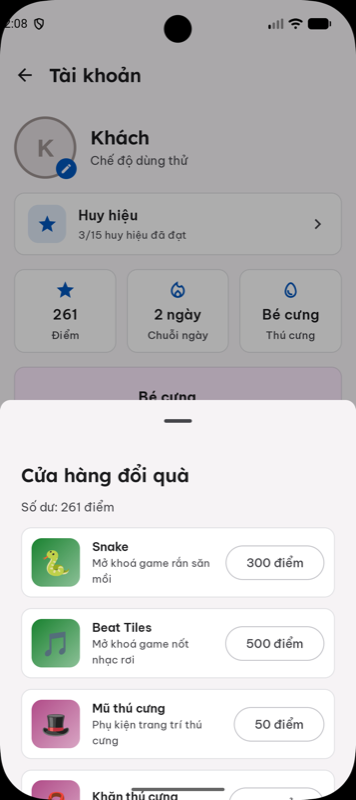 2:08
Tài khoản
K
Khách
Chế độ dùng thử
Huy hiệu
3/15 huy hiệu đã đạt
261
2 ngày
Bé cưng
Điểm
Chuỗi ngày
Thú cưng
Bé cưng
Cửa hàng đổi quà
Số dư: 261 điểm
Snake
Mở khoá game rắn săn
mồi
300 điểm
Beat Tiles
Mở khoá game nốt
nhạc rơi
500 điểm
Mũ thú cưng
Phụ kiện trang trí thú
cưng
50 điểm
Khăn thú cưng